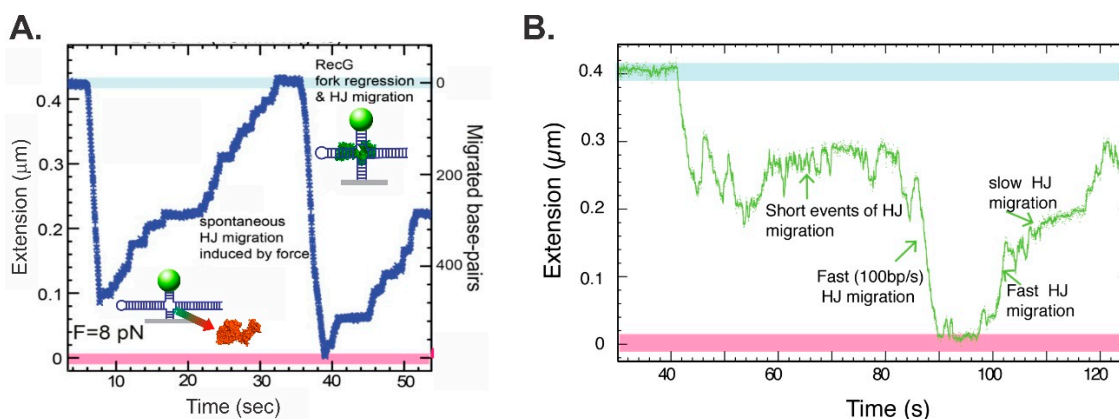 A.
RecG
fork regression
& HJ migration
spontaneous
HJ migration
induced by force
F=8 pN
Extension (μm)
0.4
0.3
0.2
0.1
0
Migrated base-pairs
0
200
400
10 20 30 40 50
Time (sec)
B.
Short events of HJ
migration
Fast (100bp/s)
HJ migration
slow HJ
migration
Fast HJ
migration
Extension (μm)
0.4
0.3
0.2
0.1
0
40 60 80 100 120
Time (s)